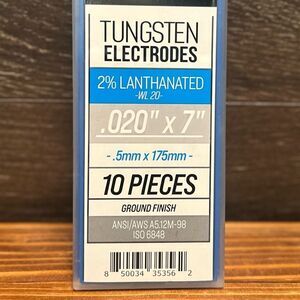 TUNGSTEN
ELECTRODES
2% LANTHANATED
-WL 20-
.020" x 7"
- .5mm x 175mm -
10 PIECES
GROUND FINISH
ANSI/AWS A5.12M-98
ISO 6848
8 50034 35356 2